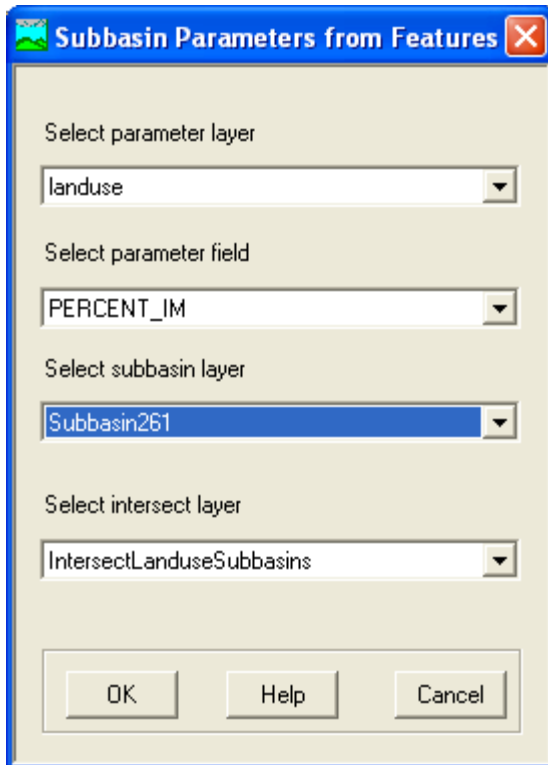 Subbasin Parameters from Features
Select parameter layer
landuse
Select parameter field
PERCENT_IM
Select subbasin layer
Subbasin261
Select intersect layer
IntersectLanduseSubbasins
OK Help Cancel